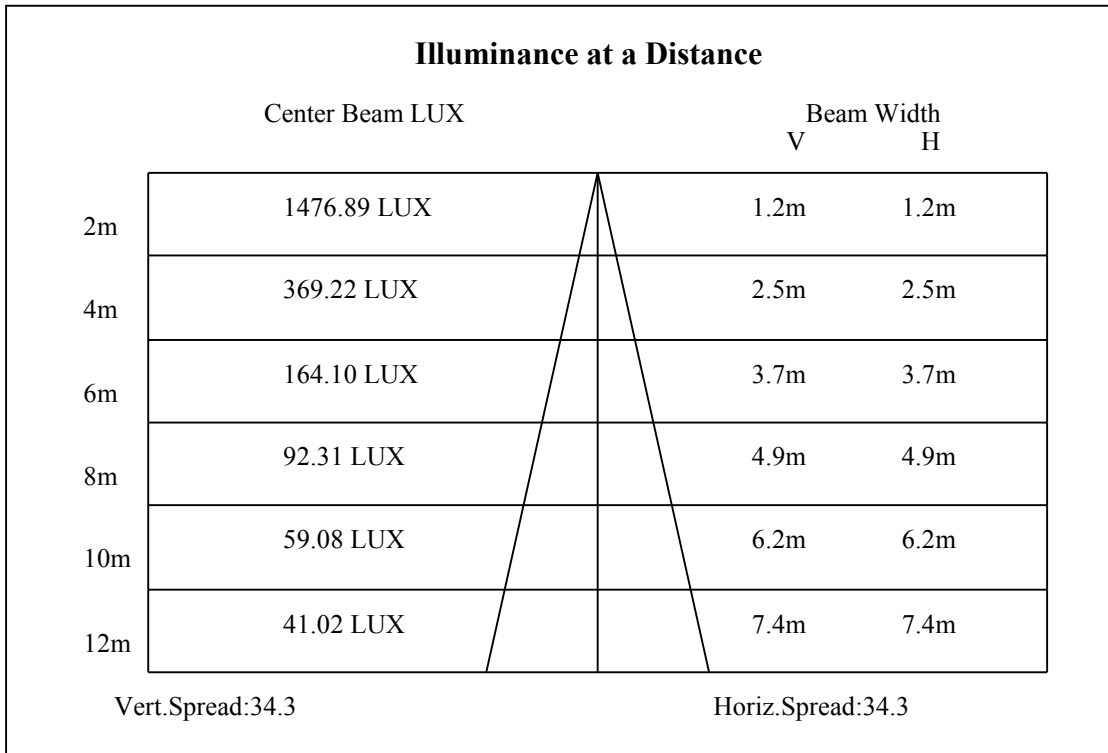 Illuminance at a Distance
Center Beam LUX Beam Width
V H
2m 1476.89 LUX 1.2m 1.2m
4m 369.22 LUX 2.5m 2.5m
6m 164.10 LUX 3.7m 3.7m
8m 92.31 LUX 4.9m 4.9m
10m 59.08 LUX 6.2m 6.2m
12m 41.02 LUX 7.4m 7.4m
Vert.Spread:34.3 Horiz.Spread:34.3